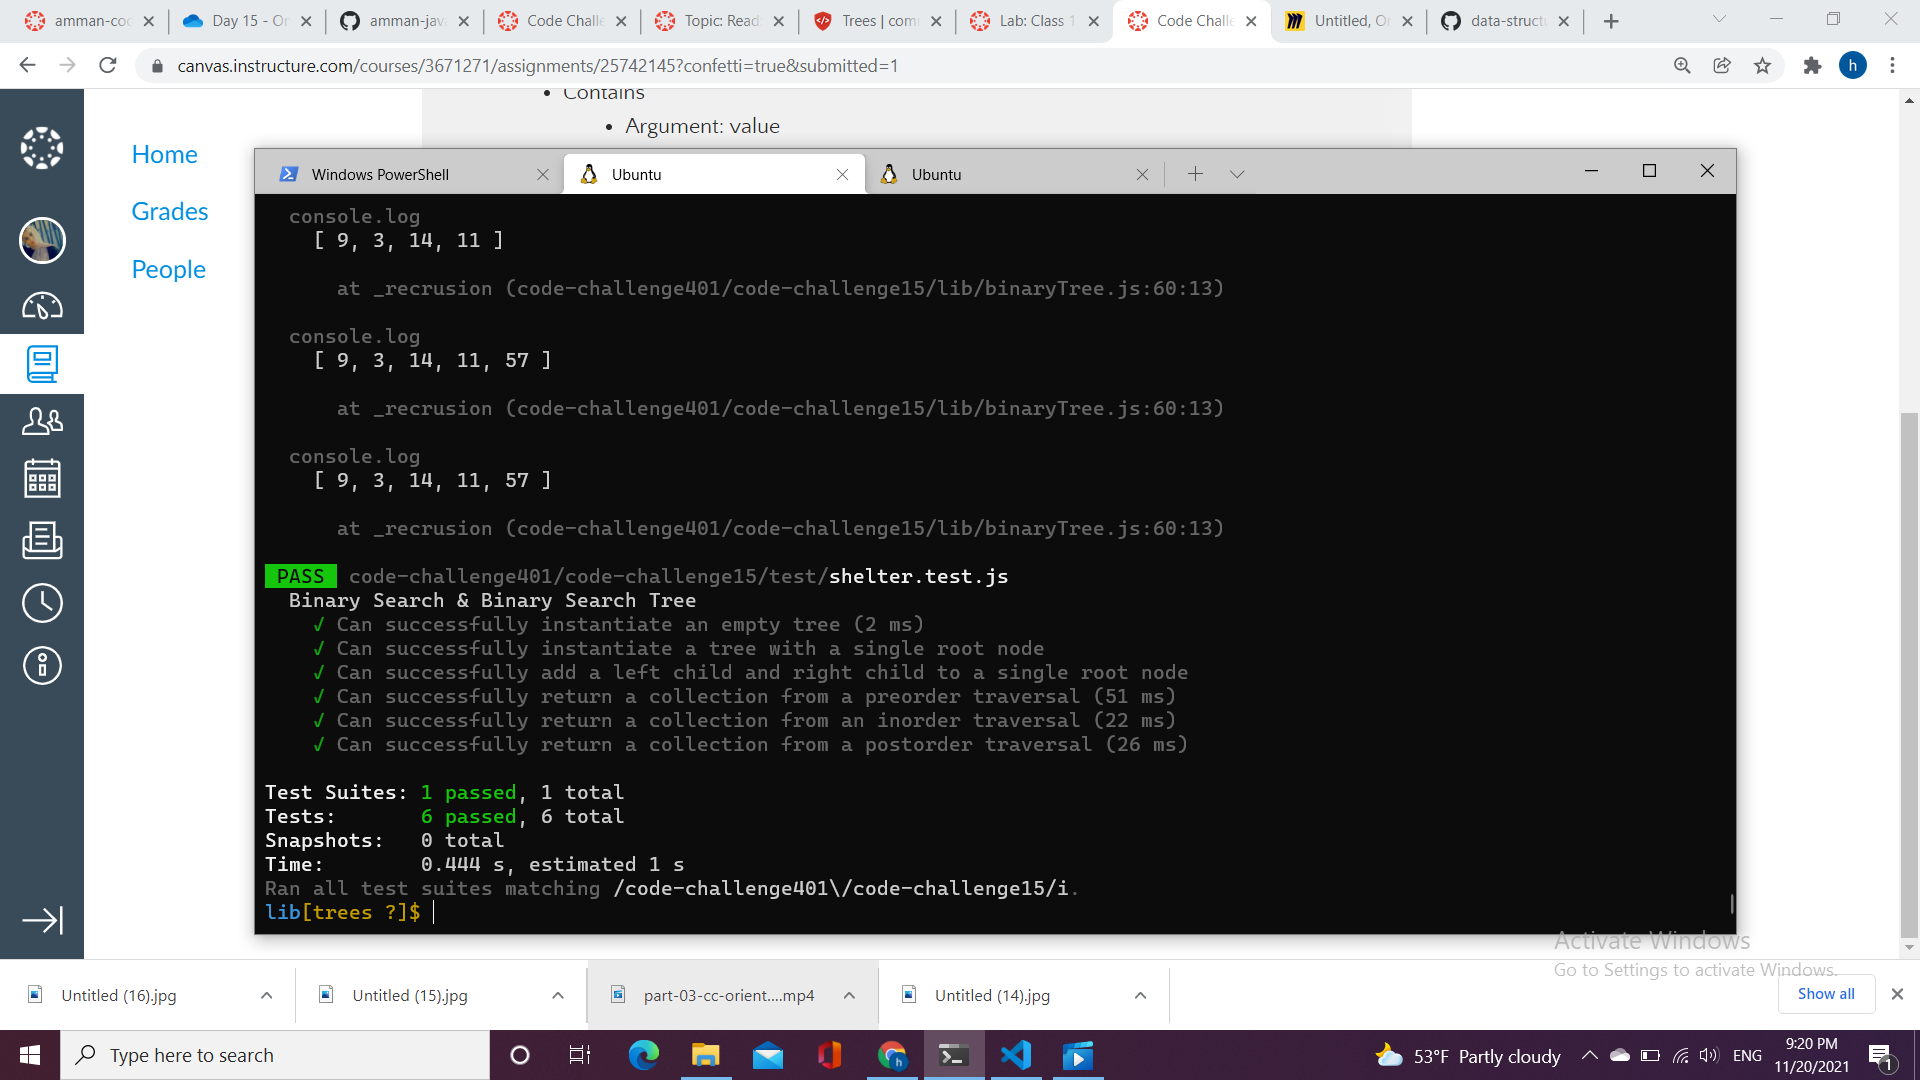 amman-co
Day 15 - Or
amman-jav
Code Challe
Topic: Read
Trees | com
Lab: Class 1
Code Challe
Untitled, Or
data-struct
canvas.instructure.com/courses/3671271/assignments/25742145?confetti=true&submitted=1
h
Contains
Argument: value
Home
Grades
People
Windows PowerShell
Ubuntu
Ubuntu
console.log
[ 9, 3, 14, 11 ]
at _recrusion (code-challenge401/code-challenge15/lib/binaryTree.js:60:13)
console.log
[ 9, 3, 14, 11, 57 ]
at _recrusion (code-challenge401/code-challenge15/lib/binaryTree.js:60:13)
console.log
[ 9, 3, 14, 11, 57 ]
at _recrusion (code-challenge401/code-challenge15/lib/binaryTree.js:60:13)
PASS code-challenge401/code-challenge15/test/shelter.test.js
Binary Search & Binary Search Tree
√ Can successfully instantiate an empty tree (2 ms)
√ Can successfully instantiate a tree with a single root node
√ Can successfully add a left child and right child to a single root node
√ Can successfully return a collection from a preorder traversal (51 ms)
√ Can successfully return a collection from an inorder traversal (22 ms)
√ Can successfully return a collection from a postorder traversal (26 ms)
Test Suites: 1 passed, 1 total
Tests: 6 passed, 6 total
Snapshots: 0 total
Time: 0.444 s, estimated 1 s
Ran all test suites matching /code-challenge401\/code-challenge15/i.
lib[trees ?]$
Activate Windows
Go to Settings to activate Windows.
Untitled (16).jpg
Untitled (15).jpg
part-03-cc-orient....mp4
Untitled (14).jpg
Show all
Type here to search
h
53°F Partly cloudy
ENG
9:20 PM
11/20/2021
1